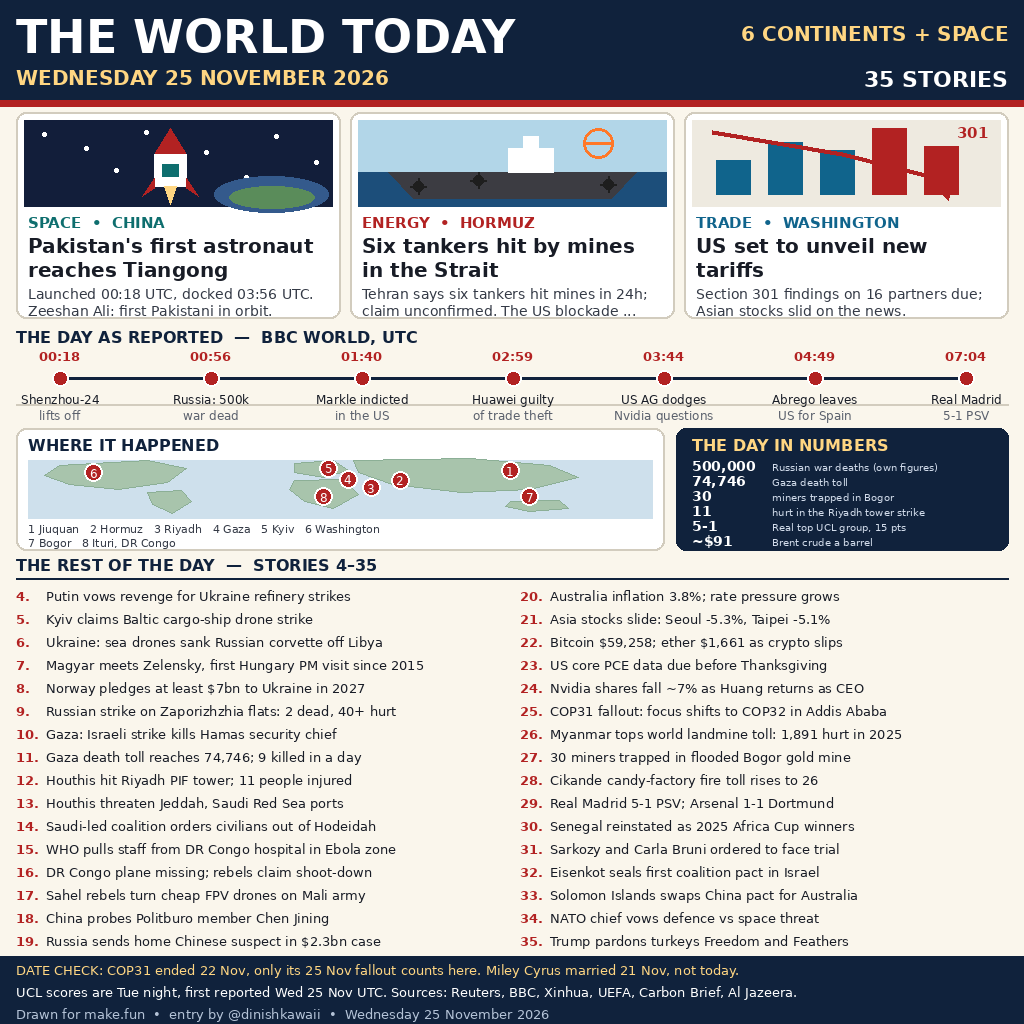 THE WORLD TODAY
6 CONTINENTS + SPACE
WEDNESDAY 25 NOVEMBER 2026
35 STORIES
SPACE • CHINA
Pakistan's first astronaut
reaches Tiangong
Launched 00:18 UTC, docked 03:56 UTC.
Zeeshan Ali: first Pakistani in orbit.
ENERGY • HORMUZ
Six tankers hit by mines
in the Strait
Tehran says six tankers hit mines in 24h;
claim unconfirmed. The US blockade ...
301
TRADE • WASHINGTON
US set to unveil new
tariffs
Section 301 findings on 16 partners due;
Asian stocks slid on the news.
THE DAY AS REPORTED — BBC WORLD, UTC
00:18
Shenzhou-24
lifts off
00:56
Russia: 500k
war dead
01:40
Markle indicted
in the US
02:59
Huawei guilty
of trade theft
03:44
US AG dodges
Nvidia questions
04:49
Abrego leaves
US for Spain
07:04
Real Madrid
5-1 PSV
WHERE IT HAPPENED
6
5
4
3
2
1
8
7
1 Jiuquan 2 Hormuz 3 Riyadh 4 Gaza 5 Kyiv 6 Washington
7 Bogor 8 Ituri, DR Congo
THE DAY IN NUMBERS
500,000 Russian war deaths (own figures)
74,746 Gaza death toll
30 miners trapped in Bogor
11 hurt in the Riyadh tower strike
5-1 Real top UCL group, 15 pts
~$91 Brent crude a barrel
THE REST OF THE DAY — STORIES 4–35
4. Putin vows revenge for Ukraine refinery strikes
5. Kyiv claims Baltic cargo-ship drone strike
6. Ukraine: sea drones sank Russian corvette off Libya
7. Magyar meets Zelensky, first Hungary PM visit since 2015
8. Norway pledges at least $7bn to Ukraine in 2027
9. Russian strike on Zaporizhzhia flats: 2 dead, 40+ hurt
10. Gaza: Israeli strike kills Hamas security chief
11. Gaza death toll reaches 74,746; 9 killed in a day
12. Houthis hit Riyadh PIF tower; 11 people injured
13. Houthis threaten Jeddah, Saudi Red Sea ports
14. Saudi-led coalition orders civilians out of Hodeidah
15. WHO pulls staff from DR Congo hospital in Ebola zone
16. DR Congo plane missing; rebels claim shoot-down
17. Sahel rebels turn cheap FPV drones on Mali army
18. China probes Politburo member Chen Jining
19. Russia sends home Chinese suspect in $2.3bn case
20. Australia inflation 3.8%; rate pressure grows
21. Asia stocks slide: Seoul -5.3%, Taipei -5.1%
22. Bitcoin $59,258; ether $1,661 as crypto slips
23. US core PCE data due before Thanksgiving
24. Nvidia shares fall ~7% as Huang returns as CEO
25. COP31 fallout: focus shifts to COP32 in Addis Ababa
26. Myanmar tops world landmine toll: 1,891 hurt in 2025
27. 30 miners trapped in flooded Bogor gold mine
28. Cikande candy-factory fire toll rises to 26
29. Real Madrid 5-1 PSV; Arsenal 1-1 Dortmund
30. Senegal reinstated as 2025 Africa Cup winners
31. Sarkozy and Carla Bruni ordered to face trial
32. Eisenkot seals first coalition pact in Israel
33. Solomon Islands swaps China pact for Australia
34. NATO chief vows defence vs space threat
35. Trump pardons turkeys Freedom and Feathers
DATE CHECK: COP31 ended 22 Nov, only its 25 Nov fallout counts here. Miley Cyrus married 21 Nov, not today.
UCL scores are Tue night, first reported Wed 25 Nov UTC. Sources: Reuters, BBC, Xinhua, UEFA, Carbon Brief, Al Jazeera.
Drawn for make.fun • entry by @dinishkawaii • Wednesday 25 November 2026